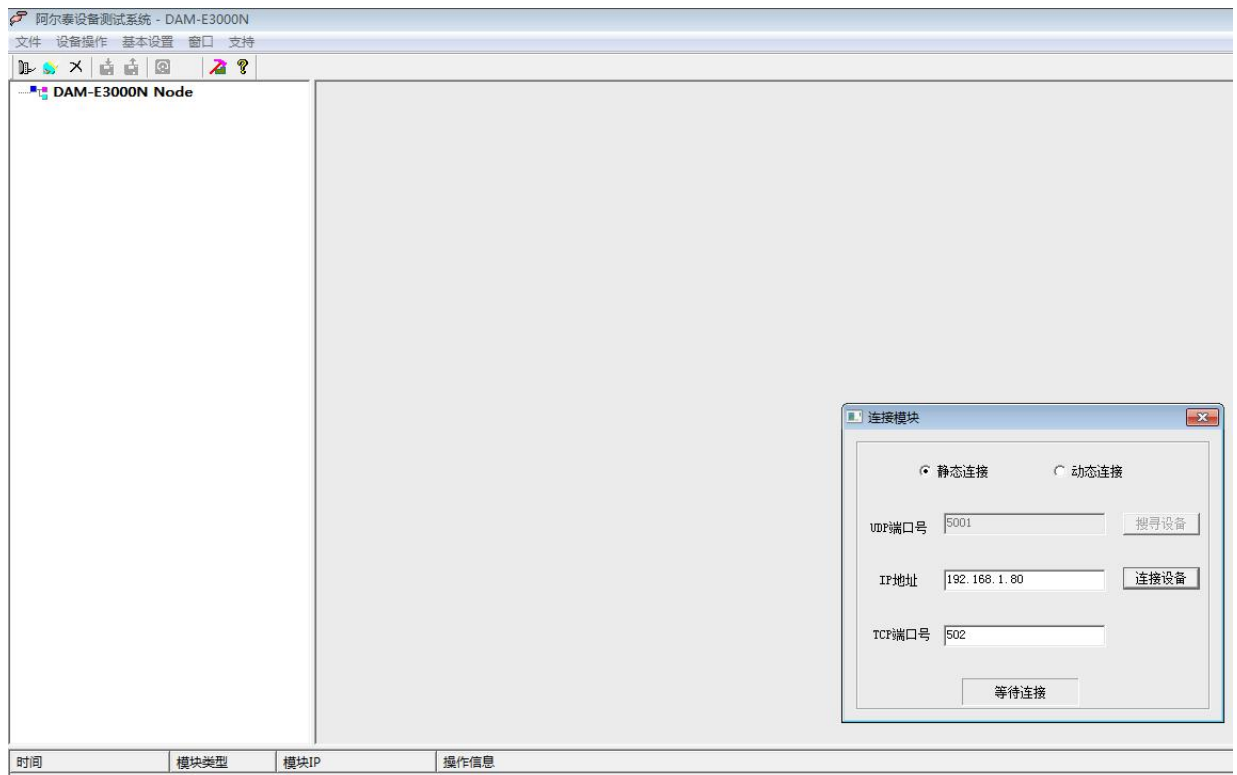 阿尔泰设备测试系统 - DAM-E3000N
文件 设备操作 基本设置 窗口 支持
DAM-E3000N Node
连接模块
静态连接 动态连接
UDP端口号 5001 搜寻设备
IP地址 192.168.1.80 连接设备
TCP端口号 502
等待连接
时间 模块类型 模块IP 操作信息